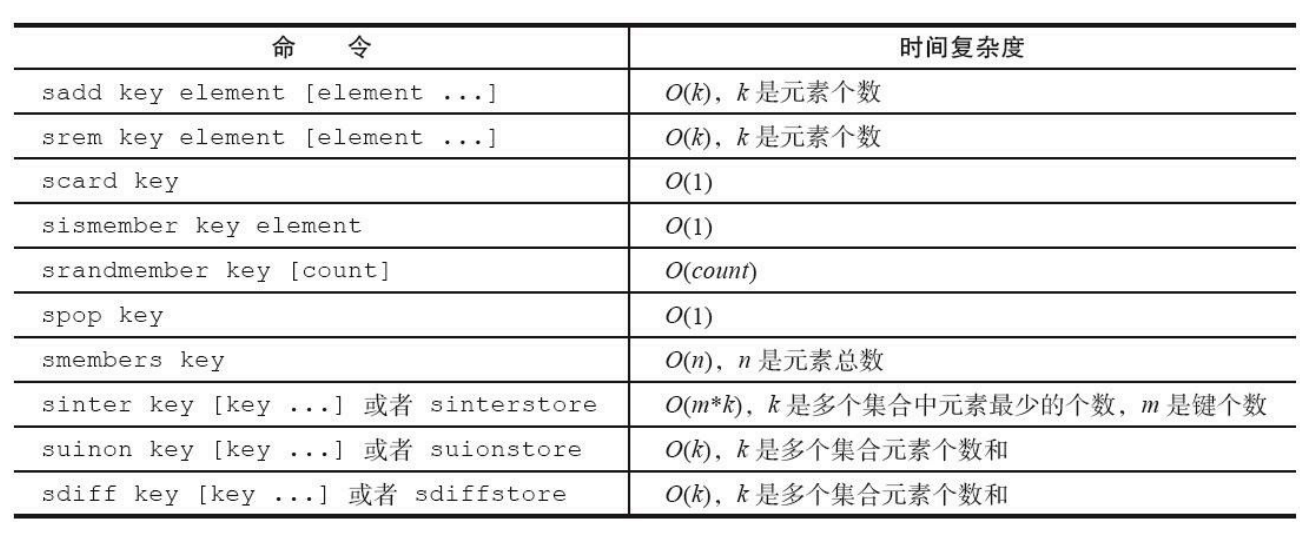 命 令 时间复杂度
sadd key element [element ...] O(k)，k 是元素个数
srem key element [element ...] O(k)，k 是元素个数
scard key O(1)
sismember key element O(1)
srandmember key [count] O(count)
spop key O(1)
smembers key O(n)，n 是元素总数
sinter key [key ...] 或者 sinterstore O(m*k)，k 是多个集合中元素最少的个数，m 是键个数
suinon key [key ...] 或者 suionstore O(k)，k 是多个集合元素个数和
sdiff key [key ...] 或者 sdiffstore O(k)，k 是多个集合元素个数和